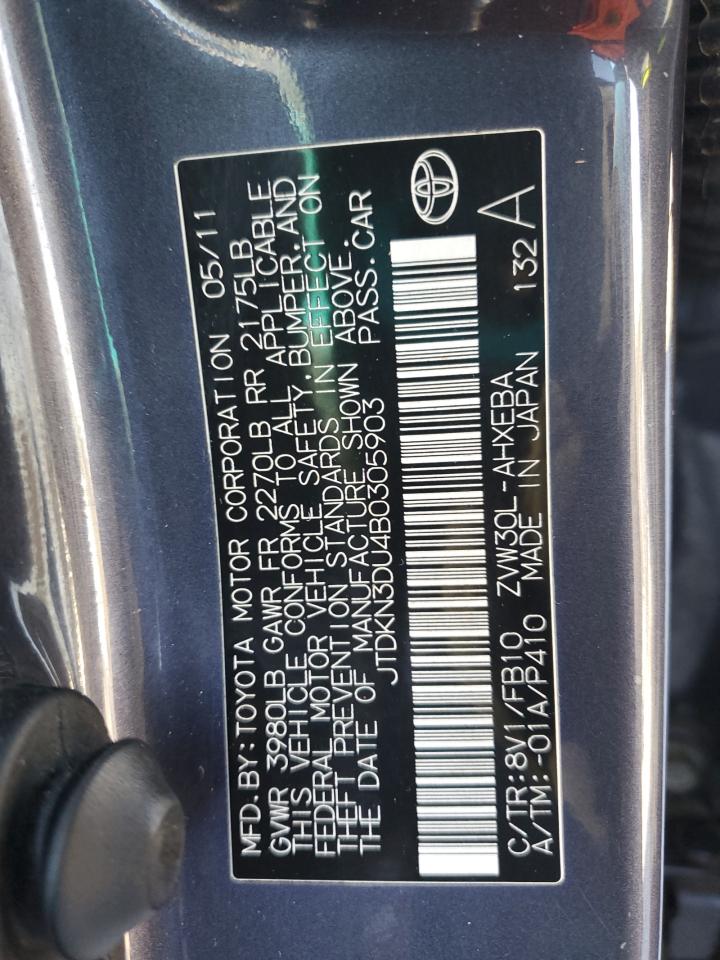 MFD. BY: TOYOTA MOTOR CORPORATION 05/11
GVWR 3980LB GAWR FR 2270LB RR 2175LB
THIS VEHICLE CONFORMS TO ALL APPLICABLE
FEDERAL MOTOR VEHICLE SAFETY, BUMPER, AND
THEFT PREVENTION STANDARDS IN EFFECT ON
THE DATE OF MANUFACTURE SHOWN ABOVE.
JTDKN3DU4B0305903 PASS. CAR
C/TR: 8V1/FB10 ZVW30L-AHXEBA 132 A
A/TM: -01A/P410 MADE IN JAPAN